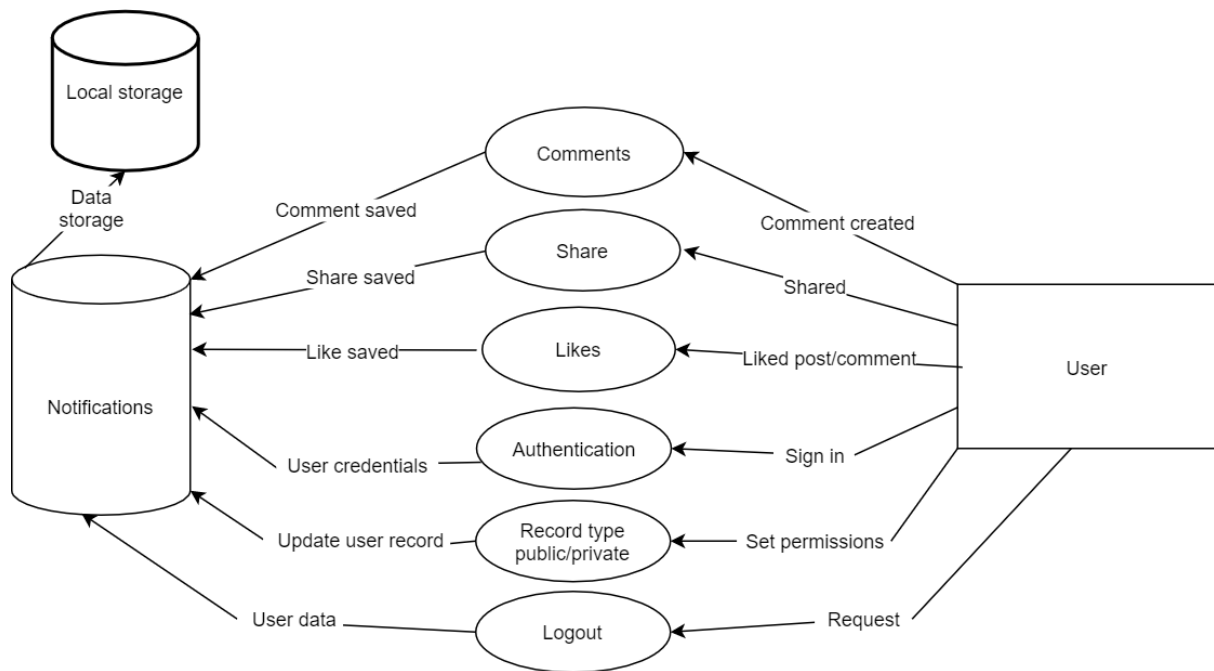 Local storage
Data
storage
Comments
Comment saved
Comment created
Share
Share saved
Shared
Likes
Like saved
Liked post/comment
User
Notifications
Authentication
User credentials
Sign in
Record type
public/private
Update user record
Set permissions
User data
Logout
Request